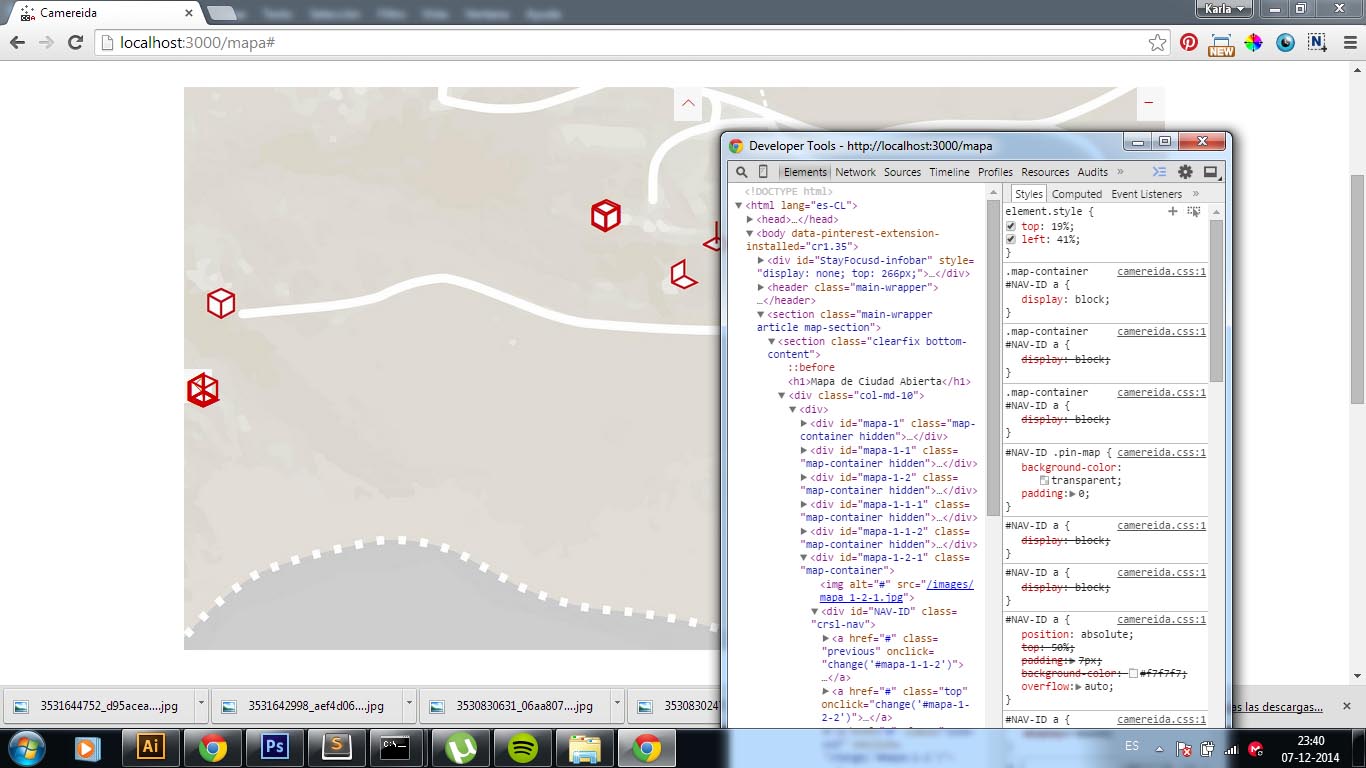 Camereida
Texto Selección Filtro Vista Ventana Ayuda
Karla
localhost:3000/mapa#
NEW
N
Developer Tools - http://localhost:3000/mapa
Elements Network Sources Timeline Profiles Resources Audits »
<!DOCTYPE html>
<html lang="es-CL">
<head>…</head>
<body data-pinterest-extension-
installed="cr1.35">
<div id="StayFocusd-infobar" style=
"display: none; top: 266px;">…</div>
<header class="main-wrapper">
…</header>
<section class="main-wrapper
article map-section">
<section class="clearfix bottom-
content">
::before
<h1>Mapa de Ciudad Abierta</h1>
<div class="col-md-10">
<div>
<div id="mapa-1" class="map-
container hidden">…</div>
<div id="mapa-1-1" class=
"map-container hidden">…</div>
<div id="mapa-1-2" class=
"map-container hidden">…</div>
<div id="mapa-1-1-1" class=
"map-container hidden">…</div>
<div id="mapa-1-1-2" class=
"map-container hidden">…</div>
<div id="mapa-1-2-1" class=
"map-container">
<img alt="#" src="/images/
mapa_1-2-1.jpg">
<div id="NAV-ID" class=
"crsl-nav">
<a href="#" class=
"previous" onclick=
"change('#mapa-1-1-2')">
…</a>
<a href="#" class="top"
onclick="change('#mapa-1-
2-2')">…</a>
Styles Computed Event Listeners »
element.style {
top: 19%;
left: 41%;
}
.map-container camereida.css:1
#NAV-ID a {
display: block;
}
.map-container camereida.css:1
#NAV-ID a {
display: block;
}
.map-container camereida.css:1
#NAV-ID a {
display: block;
}
#NAV-ID .pin-map { camereida.css:1
background-color:
transparent;
padding: 0;
}
#NAV-ID a { camereida.css:1
display: block;
}
#NAV-ID a { camereida.css:1
display: block;
}
#NAV-ID a { camereida.css:1
position: absolute;
top: 50%;
padding: 7px;
background-color: #f7f7f7;
overflow: auto;
}
#NAV-ID a { camereida.css:1
3531644752_d95acea....jpg
3531642998_aef4d06....jpg
3530830631_06aa807....jpg
353083024
as las descargas...
Ai
Ps
S
C:\_
ES
23:40
07-12-2014